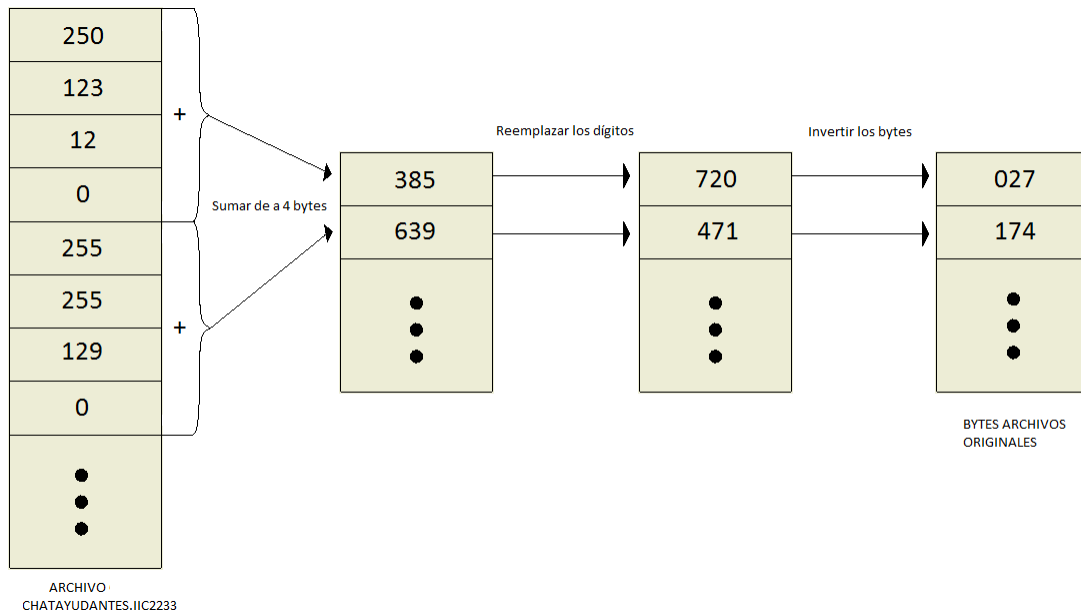 250
123
12
0
255
255
129
0
+
+
Sumar de a 4 bytes
385
639
Reemplazar los dígitos
720
471
Invertir los bytes
027
174
BYTES ARCHIVOS
ORIGINALES
ARCHIVO
CHATAYUDANTES.IIC2233